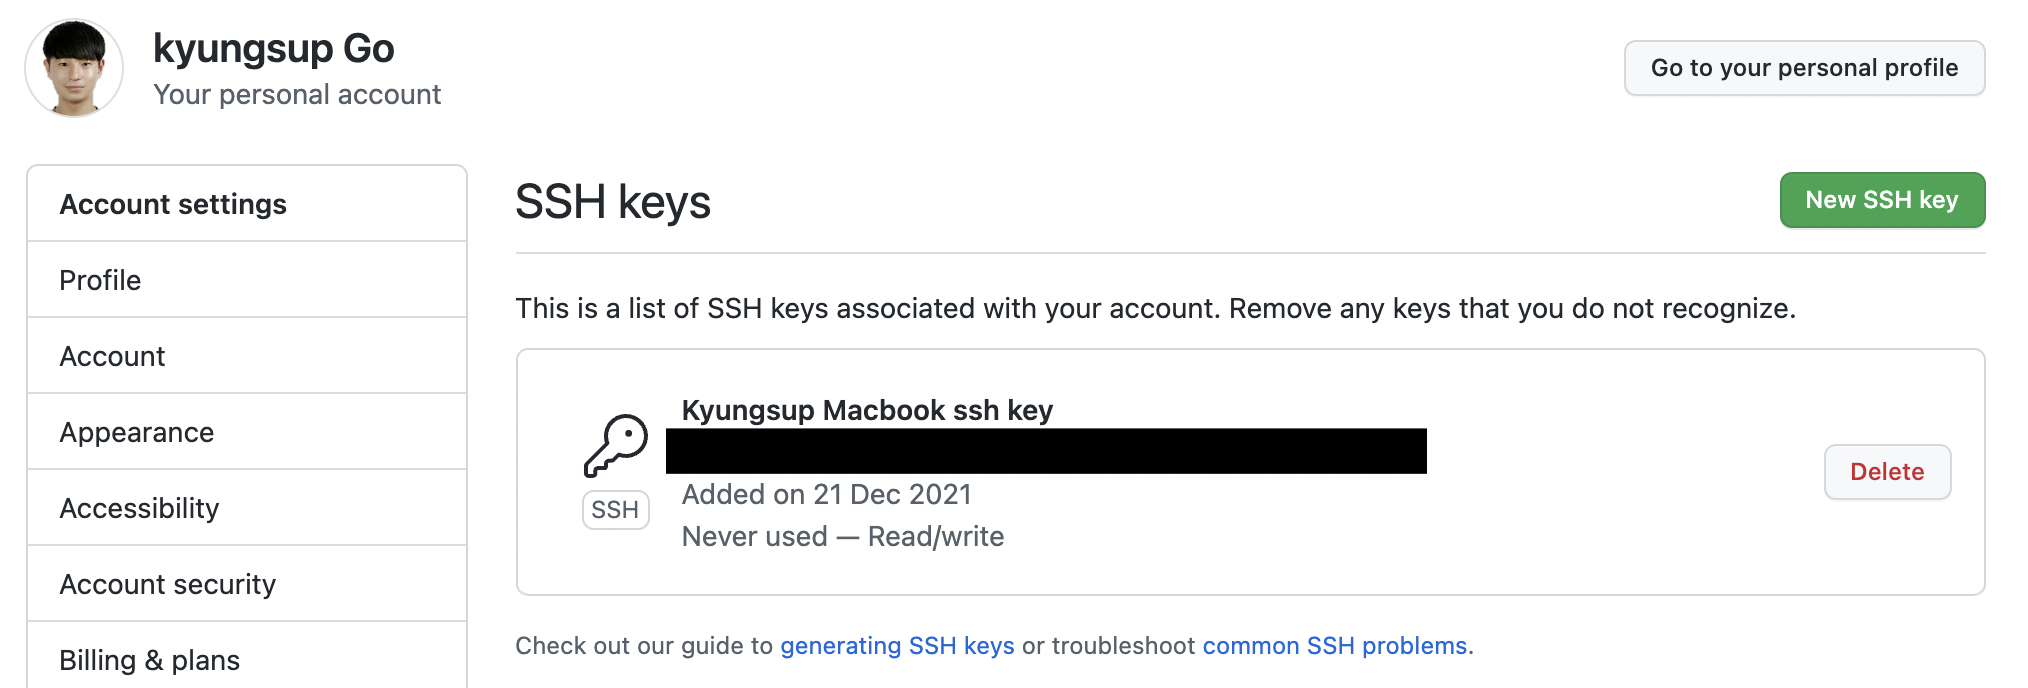 kyungsup Go
Your personal account
Go to your personal profile
Account settings
Profile
Account
Appearance
Accessibility
Account security
Billing & plans
SSH keys
New SSH key
This is a list of SSH keys associated with your account. Remove any keys that you do not recognize.
Kyungsup Macbook ssh key
SSH
Added on 21 Dec 2021
Never used — Read/write
Delete
Check out our guide to generating SSH keys or troubleshoot common SSH problems.